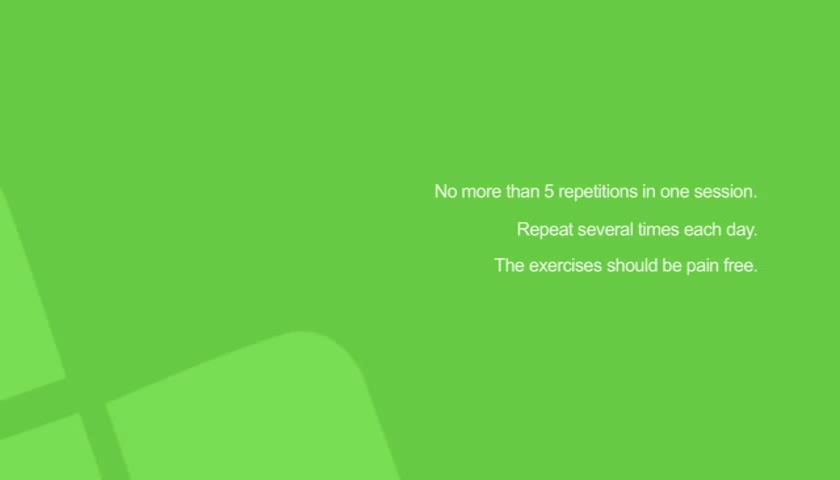 No more than 5 repetitions in one session.
Repeat several times each day.
The exercises should be pain free.